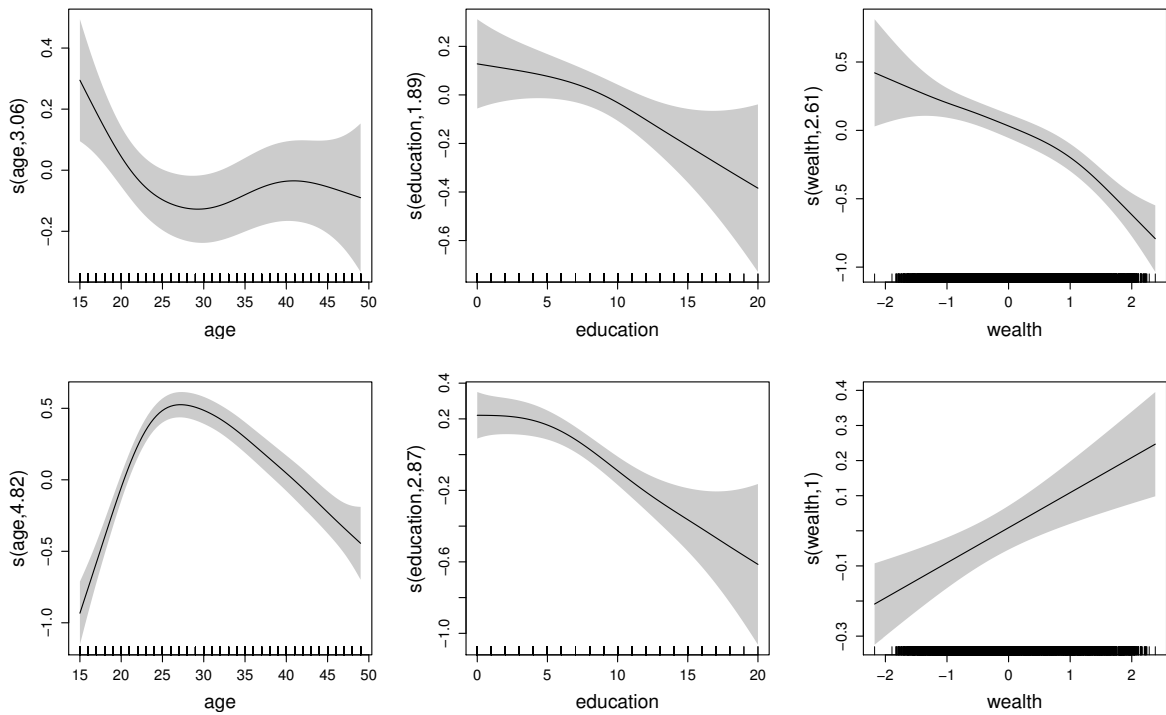 s(age,3.06)
0.4
0.2
0.0
−0.2
15 20 25 30 35 40 45 50
age
s(education,1.89)
0.2
0.0
−0.2
−0.4
−0.6
0 5 10 15 20
education
s(wealth,2.61)
0.5
0.0
−0.5
−1.0
−2 −1 0 1 2
wealth
s(age,4.82)
0.5
0.0
−0.5
−1.0
15 20 25 30 35 40 45 50
age
s(education,2.87)
0.4
0.2
−0.2
−0.6
−1.0
0 5 10 15 20
education
s(wealth,1)
0.4
0.3
0.2
0.1
−0.1
−0.3
−2 −1 0 1 2
wealth